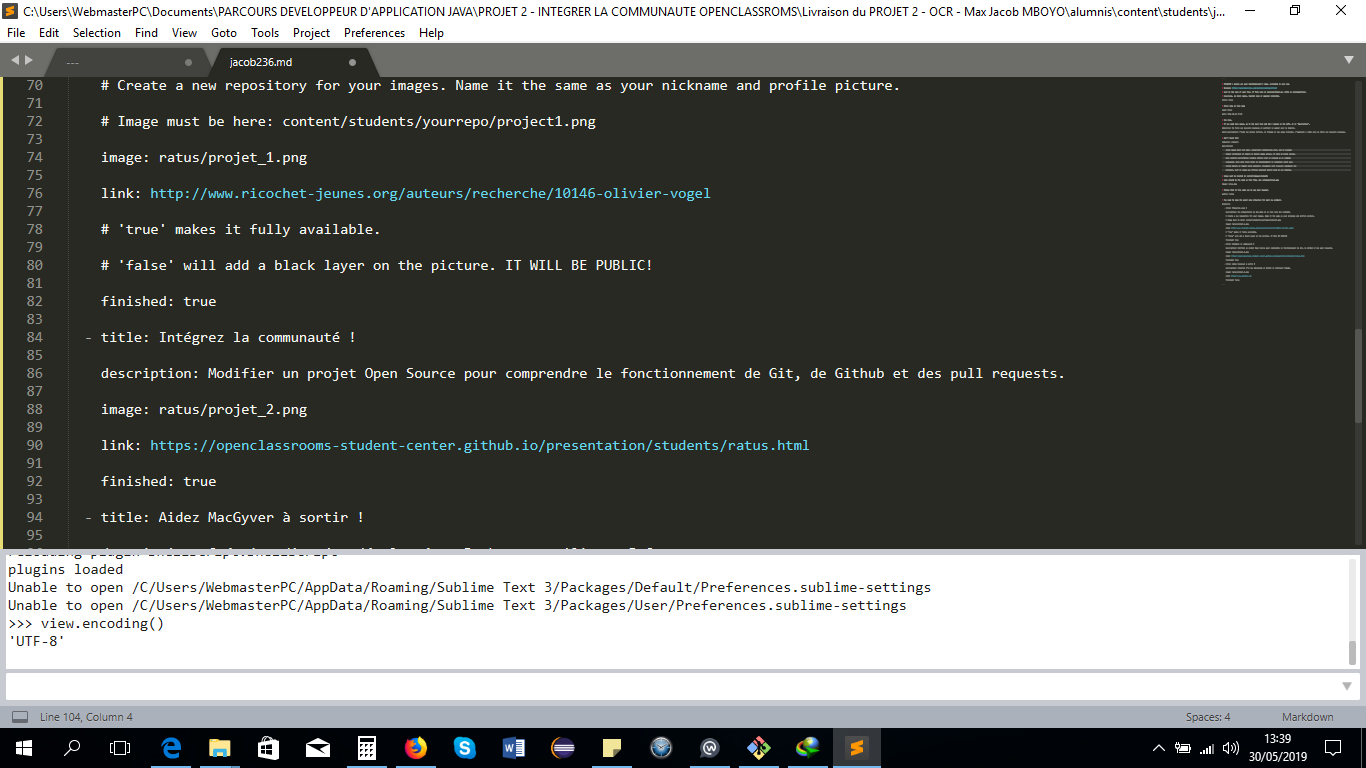 C:\Users\WebmasterPC\Documents\PARCOURS DEVELOPPEUR D'APPLICATION JAVA\PROJET 2 - INTEGRER LA COMMUNAUTE OPENCLASSROMS\Livraison du PROJET 2 - OCR - Max Jacob MBOYO\alumnis\content\students\j...
File Edit Selection Find View Goto Tools Project Preferences Help
--- jacob236.md
70 # Create a new repository for your images. Name it the same as your nickname and profile picture.
71
72 # Image must be here: content/students/yourrepo/project1.png
73
74 image: ratus/projet_1.png
75
76 link: http://www.ricochet-jeunes.org/auteurs/recherche/10146-olivier-vogel
77
78 # 'true' makes it fully available.
79
80 # 'false' will add a black layer on the picture. IT WILL BE PUBLIC!
81
82 finished: true
83
84 - title: Intégrez la communauté !
85
86 description: Modifier un projet Open Source pour comprendre le fonctionnement de Git, de Github et des pull requests.
87
88 image: ratus/projet_2.png
89
90 link: https://openclassrooms-student-center.github.io/presentation/students/ratus.html
91
92 finished: true
93
94 - title: Aidez MacGyver à sortir !
95
plugins loaded
Unable to open /C/Users/WebmasterPC/AppData/Roaming/Sublime Text 3/Packages/Default/Preferences.sublime-settings
Unable to open /C/Users/WebmasterPC/AppData/Roaming/Sublime Text 3/Packages/User/Preferences.sublime-settings
>>> view.encoding()
'UTF-8'
Line 104, Column 4 Spaces: 4 Markdown
13:39
30/05/2019